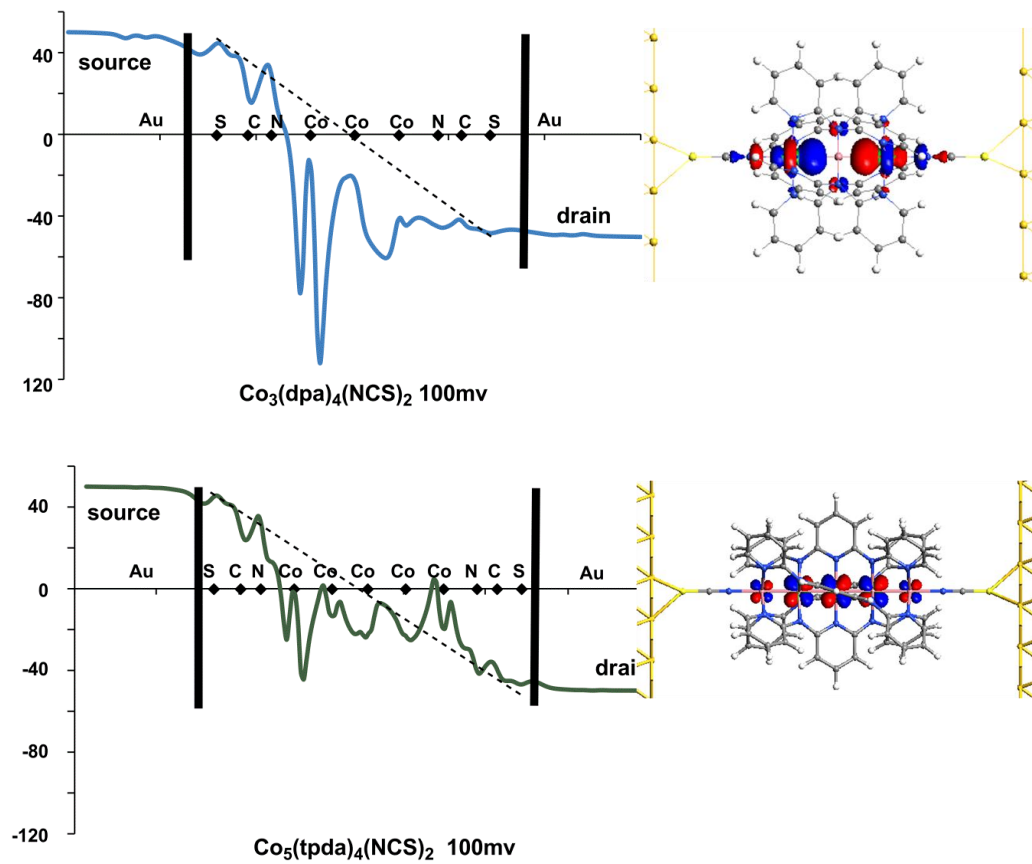 40
source
Au S C N Co Co Co N C S Au
0
-40
drain
-80
120
Co3(dpa)4(NCS)2 100mv
40
source
Au S C N Co Co Co Co Co N C S Au
0
-40
drai
-80
-120
Co5(tpda)4(NCS)2 100mv